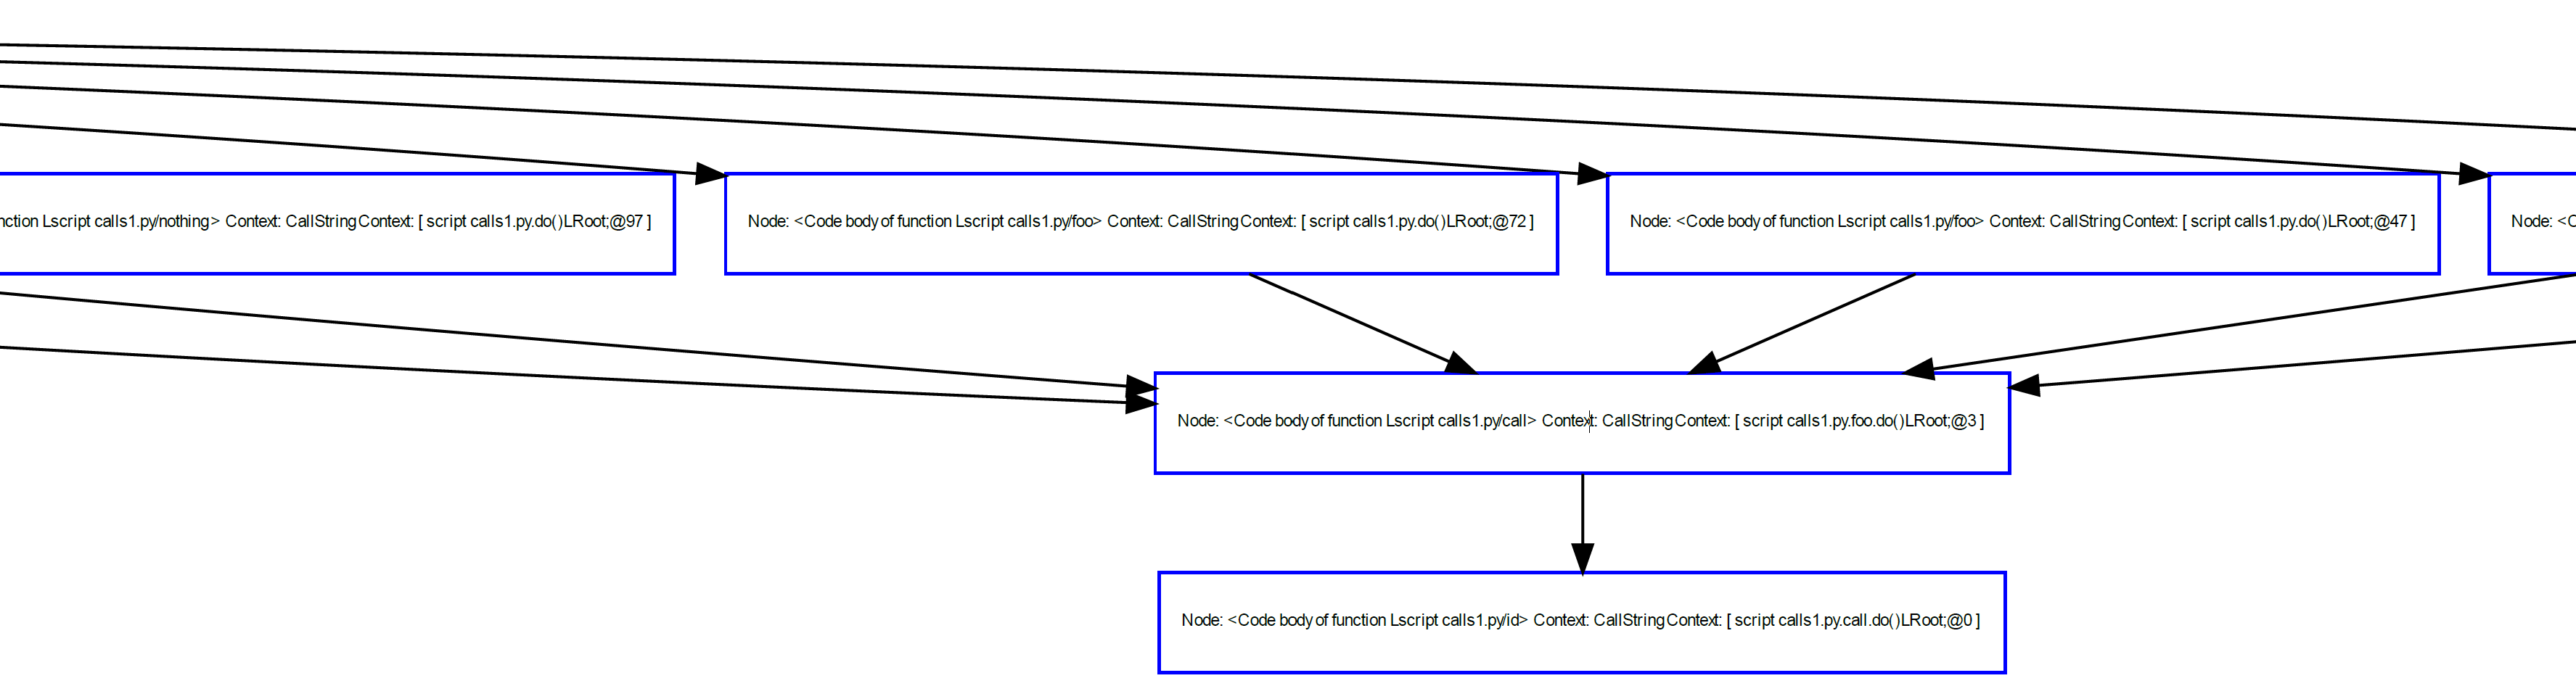 nction Lscript calls1.py/nothing> Context: CallStringContext: [ script calls1.py.do()LRoot;@97 ]
Node: <Code body of function Lscript calls1.py/foo> Context: CallStringContext: [ script calls1.py.do()LRoot;@72 ]
Node: <Code body of function Lscript calls1.py/foo> Context: CallStringContext: [ script calls1.py.do()LRoot;@47 ]
Node: <C
Node: <Code body of function Lscript calls1.py/call> Context: CallStringContext: [ script calls1.py.foo.do()LRoot;@3 ]
Node: <Code body of function Lscript calls1.py/id> Context: CallStringContext: [ script calls1.py.call.do()LRoot;@0 ]